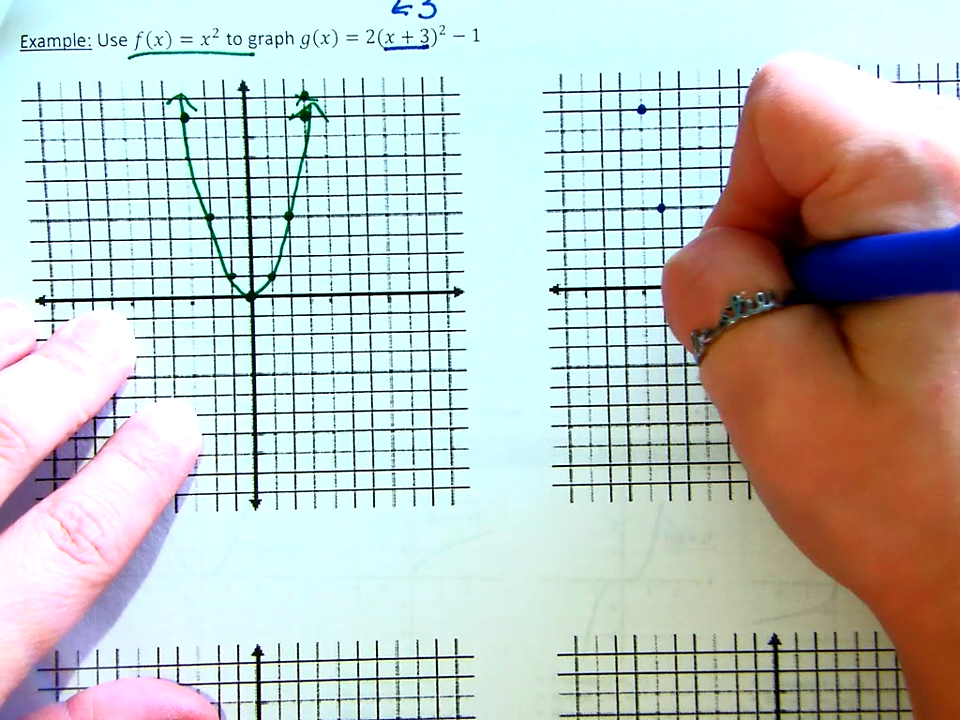 ←3
Example: Use f(x) = x² to graph g(x) = 2(x + 3)² − 1